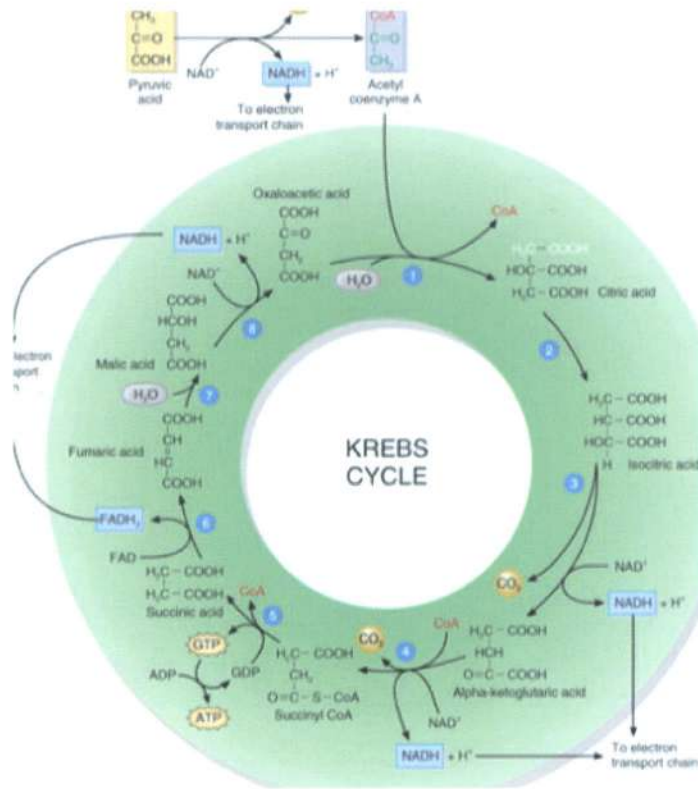 CH₃
C=O
COOH
Pyruvic
acid
NAD⁺
NADH + H⁺
To electron
transport chain
CoA
C=O
CH₃
Acetyl
coenzyme A
Oxaloacetic acid
COOH
C=O
CH₂
COOH
H₂O
1
CoA
H₂C – COOH
HOC – COOH
H₂C – COOH
Citric acid
2
H₂C – COOH
HC – COOH
HOC – COOH
H
Isocitric acid
3
CO₂
NAD⁺
NADH + H⁺
To electron
transport chain
H₂C – COOH
HCH
O=C – COOH
Alpha-ketoglutaric acid
CoA
4
CO₂
NAD⁺
NADH + H⁺
H₂C – COOH
CH₂
O=C – S – CoA
Succinyl CoA
5
CoA
GTP
GDP
ADP
ATP
H₂C – COOH
H₂C – COOH
Succinic acid
6
FAD
FADH₂
COOH
CH
HC
COOH
Fumaric acid
H₂O
7
COOH
HCOH
CH₂
COOH
Malic acid
8
NAD⁺
NADH + H⁺
KREBS
CYCLE